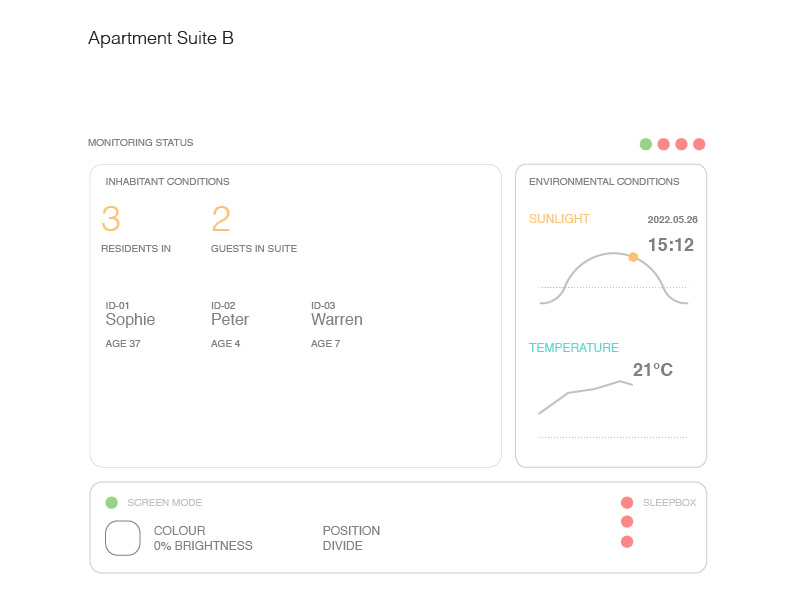 Apartment Suite B
MONITORING STATUS
INHABITANT CONDITIONS
3
2
RESIDENTS IN
GUESTS IN SUITE
ID-01
Sophie
AGE 37
ID-02
Peter
AGE 4
ID-03
Warren
AGE 7
ENVIRONMENTAL CONDITIONS
SUNLIGHT
2022.05.26
15:12
TEMPERATURE
21°C
SCREEN MODE
COLOUR
0% BRIGHTNESS
POSITION
DIVIDE
SLEEPBOX